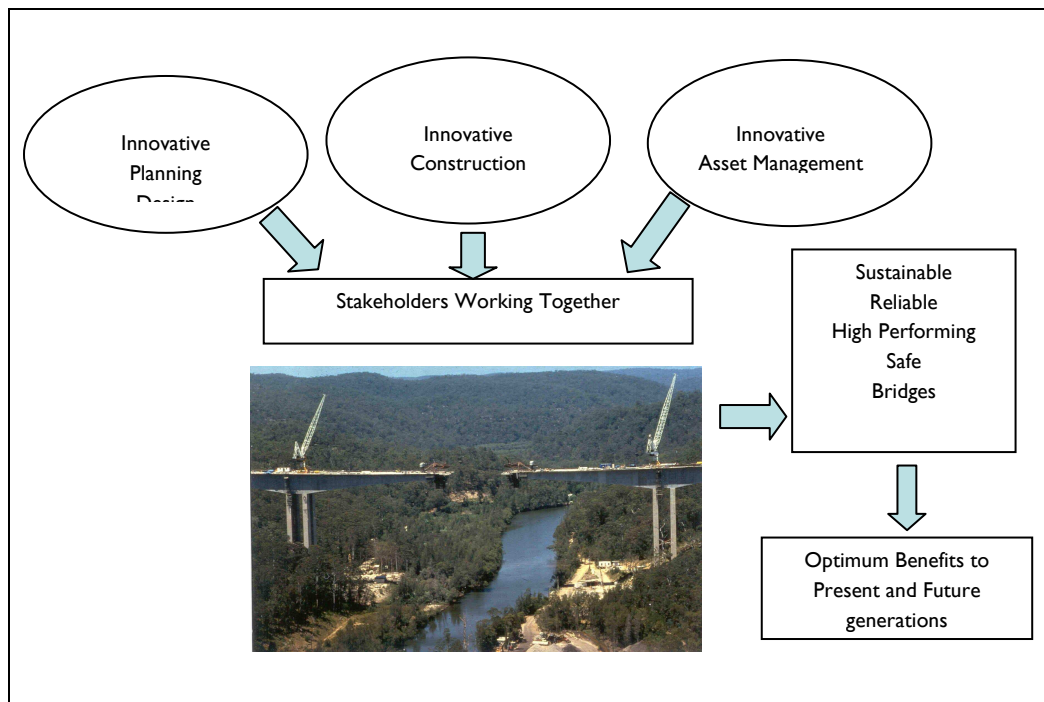 Innovative
Planning
Design
Innovative
Construction
Innovative
Asset Management
Stakeholders Working Together
Sustainable
Reliable
High Performing
Safe
Bridges
Optimum Benefits to
Present and Future
generations